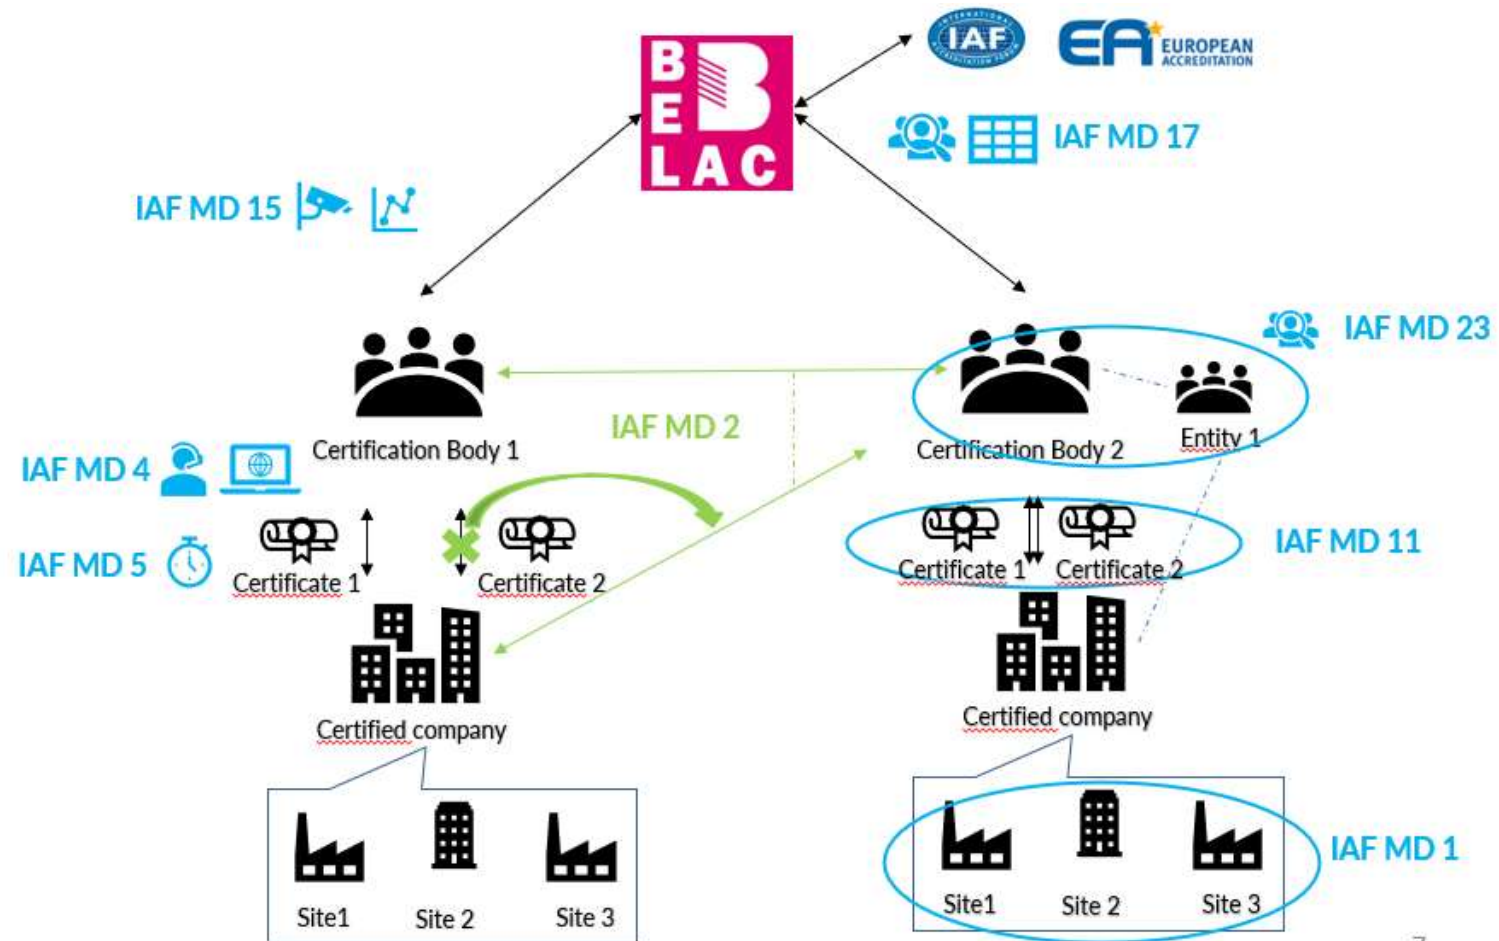 INTERNATIONAL
IAF
ACCREDITATION FORUM
EA EUROPEAN
ACCREDITATION
B B
E
LAC
IAF MD 17
IAF MD 15
IAF MD 23
IAF MD 2
Certification Body 1
Certification Body 2
Entity 1
IAF MD 4
IAF MD 5
Certificate 1
Certificate 2
Certificate 1
Certificate 2
IAF MD 11
Certified company
Certified company
IAF MD 1
Site1
Site 2
Site 3
Site1
Site 2
Site 3